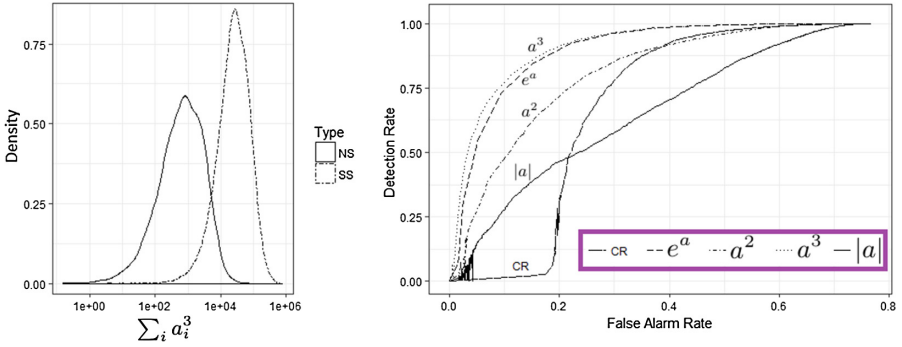 Density
0.75
0.50
0.25
0.00
1e+00 1e+02 1e+04 1e+06
∑_i a_i^3
Type
NS
SS
Detection Rate
1.00
0.75
0.50
0.25
0.00
a^3
e^a
a^2
|a|
CR
CR e^a a^2 a^3 |a|
0.0 0.2 0.4 0.6 0.8
False Alarm Rate